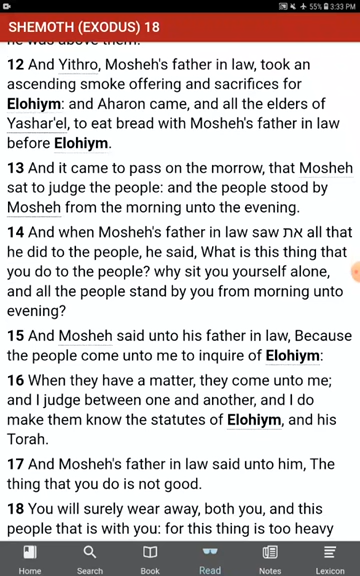 55% 3:33 PM
SHEMOTH (EXODUS) 18
he was above them.
12 And Yithro, Mosheh's father in law, took an
ascending smoke offering and sacrifices for
Elohiym: and Aharon came, and all the elders of
Yashar'el, to eat bread with Mosheh's father in law
before Elohiym.
13 And it came to pass on the morrow, that Mosheh
sat to judge the people: and the people stood by
Mosheh from the morning unto the evening.
14 And when Mosheh's father in law saw את all that
he did to the people, he said, What is this thing that
you do to the people? why sit you yourself alone,
and all the people stand by you from morning unto
evening?
15 And Mosheh said unto his father in law, Because
the people come unto me to inquire of Elohiym:
16 When they have a matter, they come unto me;
and I judge between one and another, and I do
make them know the statutes of Elohiym, and his
Torah.
17 And Mosheh's father in law said unto him, The
thing that you do is not good.
18 You will surely wear away, both you, and this
people that is with you: for this thing is too heavy
Home Search Book Read Notes Lexicon